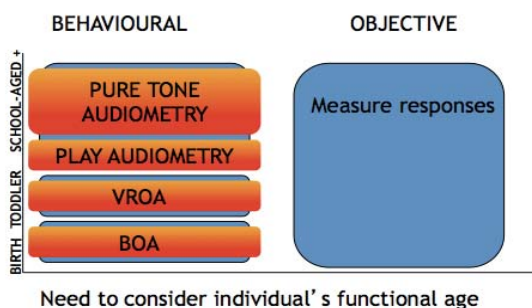 BEHAVIOURAL
OBJECTIVE
SCHOOL-AGED +
TODDLER
BIRTH
PURE TONE
AUDIOMETRY
PLAY AUDIOMETRY
VROA
BOA
Measure responses
Need to consider individual’s functional age